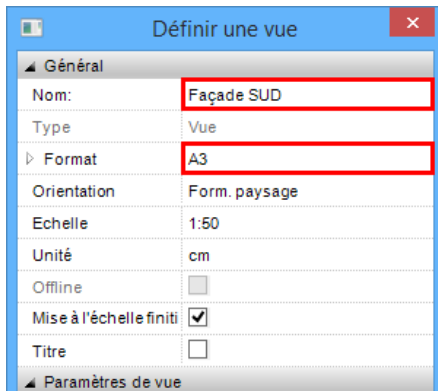 Définir une vue
Général
Nom: Façade SUD
Type Vue
Format A3
Orientation Form. paysage
Echelle 1:50
Unité cm
Offline
Mise à l'échelle finiti
Titre
Paramètres de vue